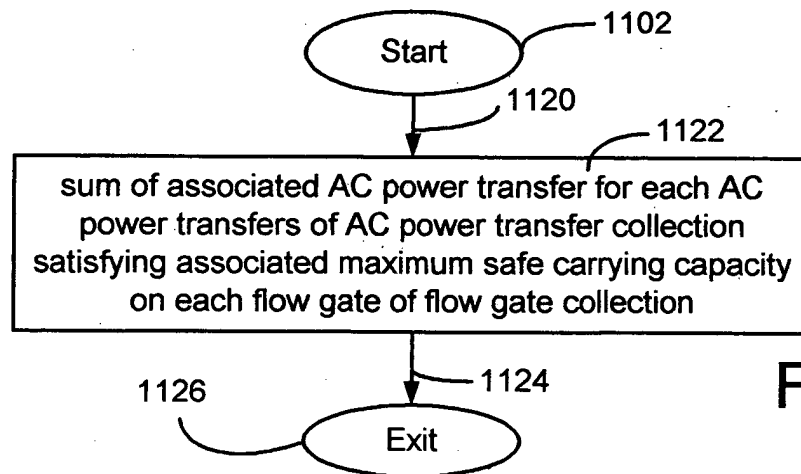 1102
Start
1120
1122
sum of associated AC power transfer for each AC
power transfers of AC power transfer collection
satisfying associated maximum safe carrying capacity
on each flow gate of flow gate collection
1124
F
1126
Exit